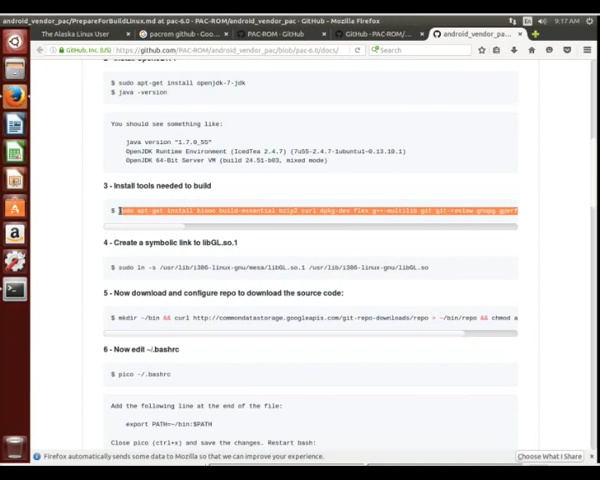 android_vendor_pac/PrepareForBuildLinux.md at pac-6.0 · PAC-ROM/android_vendor_pac · GitHub - Mozilla Firefox
En
9:17 AM
The Alaska Linux User
pacrom github - Goo...
PAC-ROM · GitHub
GitHub - PAC-ROM/...
android_vendor_pac...
GitHub, Inc. (US)
https://github.com/PAC-ROM/android_vendor_pac/blob/pac-6.0/docs/
Search
$ sudo apt-get install openjdk-7-jdk
$ java -version
You should see something like:
java version "1.7.0_55"
OpenJDK Runtime Environment (IcedTea 2.4.7) (7u55-2.4.7-1ubuntu1~0.13.10.1)
OpenJDK 64-Bit Server VM (build 24.51-b03, mixed mode)
3 - Install tools needed to build
$ sudo apt-get install bison build-essential bzip2 curl dpkg-dev flex g++-multilib git git-review gnupg gperf
4 - Create a symbolic link to libGL.so.1
$ sudo ln -s /usr/lib/i386-linux-gnu/mesa/libGL.so.1 /usr/lib/i386-linux-gnu/libGL.so
5 - Now download and configure repo to download the source code:
$ mkdir ~/bin && curl http://commondatastorage.googleapis.com/git-repo-downloads/repo > ~/bin/repo && chmod a
6 - Now edit ~/.bashrc
$ pico ~/.bashrc
Add the following line at the end of the file:
export PATH=~/bin:$PATH
Close pico (ctrl+x) and save the changes. Restart bash:
Firefox automatically sends some data to Mozilla so that we can improve your experience.
Choose What I Share